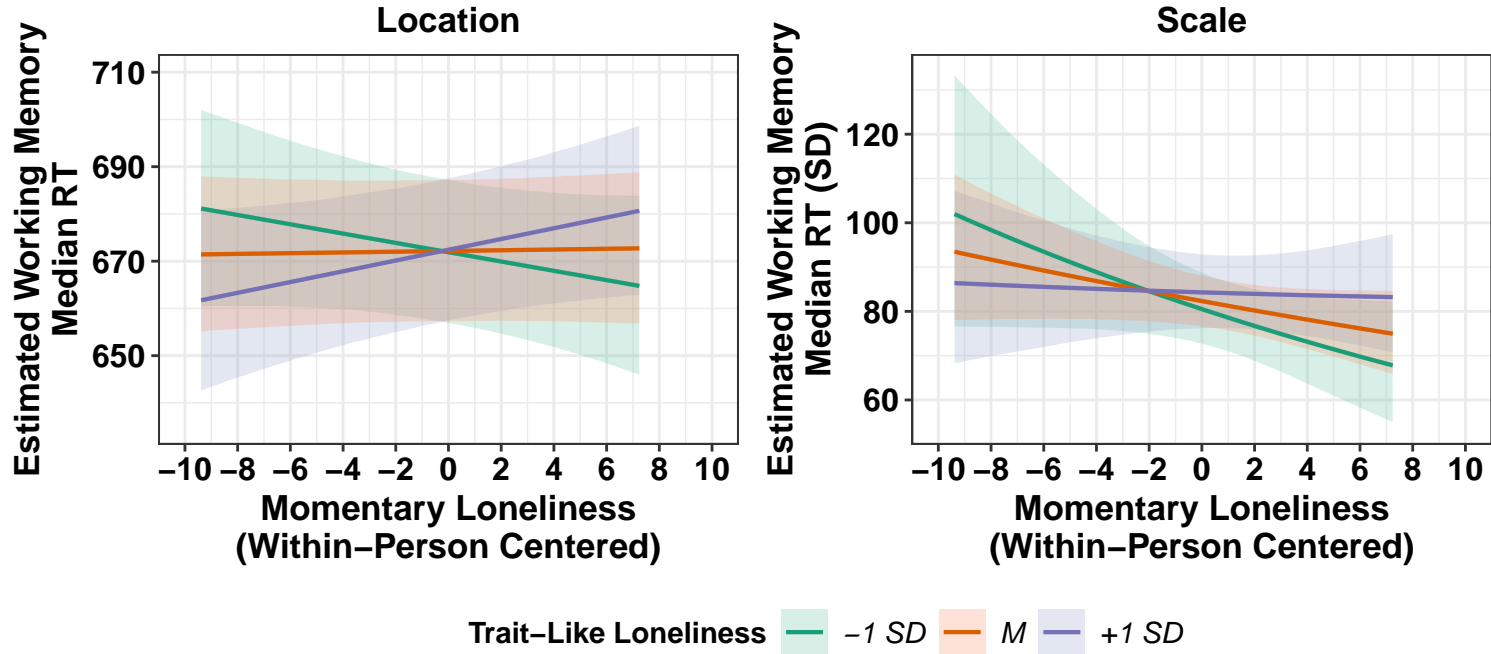 Location
Estimated Working Memory
Median RT
710
690
670
650
−10 −8 −6 −4 −2 0 2 4 6 8 10
Momentary Loneliness
(Within−Person Centered)
Scale
Estimated Working Memory
Median RT (SD)
120
100
80
60
−10 −8 −6 −4 −2 0 2 4 6 8 10
Momentary Loneliness
(Within−Person Centered)
Trait−Like Loneliness −1 SD M +1 SD